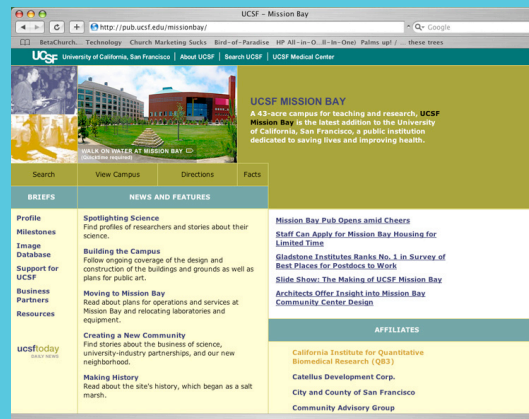 UCSF – Mission Bay
http://pub.ucsf.edu/missionbay/
Google
BetaChurch... Technology Church Marketing Sucks Bird-of-Paradise HP All-in-O...ll-In-One) Palms up! / ... these trees
UCSF University of California, San Francisco | About UCSF | Search UCSF | UCSF Medical Center
WALK ON WATER AT MISSION BAY
(Quicktime required)
UCSF MISSION BAY
A 43-acre campus for teaching and research, UCSF
Mission Bay is the latest addition to the University
of California, San Francisco, a public institution
dedicated to saving lives and improving health.
Search View Campus Directions Facts
BRIEFS
Profile
Milestones
Image
Database
Support for
UCSF
Business
Partners
Resources
ucsftoday
DAILY NEWS
NEWS AND FEATURES
Spotlighting Science
Find profiles of researchers and stories about their
science.
Building the Campus
Follow ongoing coverage of the design and
construction of the buildings and grounds as well as
plans for public art.
Moving to Mission Bay
Read about plans for operations and services at
Mission Bay and relocating laboratories and
equipment.
Creating a New Community
Find stories about the business of science,
university-industry partnerships, and our new
neighborhood.
Making History
Read about the site's history, which began as a salt
marsh.
Mission Bay Pub Opens amid Cheers
Staff Can Apply for Mission Bay Housing for
Limited Time
Gladstone Institutes Ranks No. 1 in Survey of
Best Places for Postdocs to Work
Slide Show: The Making of UCSF Mission Bay
Architects Offer Insight into Mission Bay
Community Center Design
AFFILIATES
California Institute for Quantitative
Biomedical Research (QB3)
Catellus Development Corp.
City and County of San Francisco
Community Advisory Group